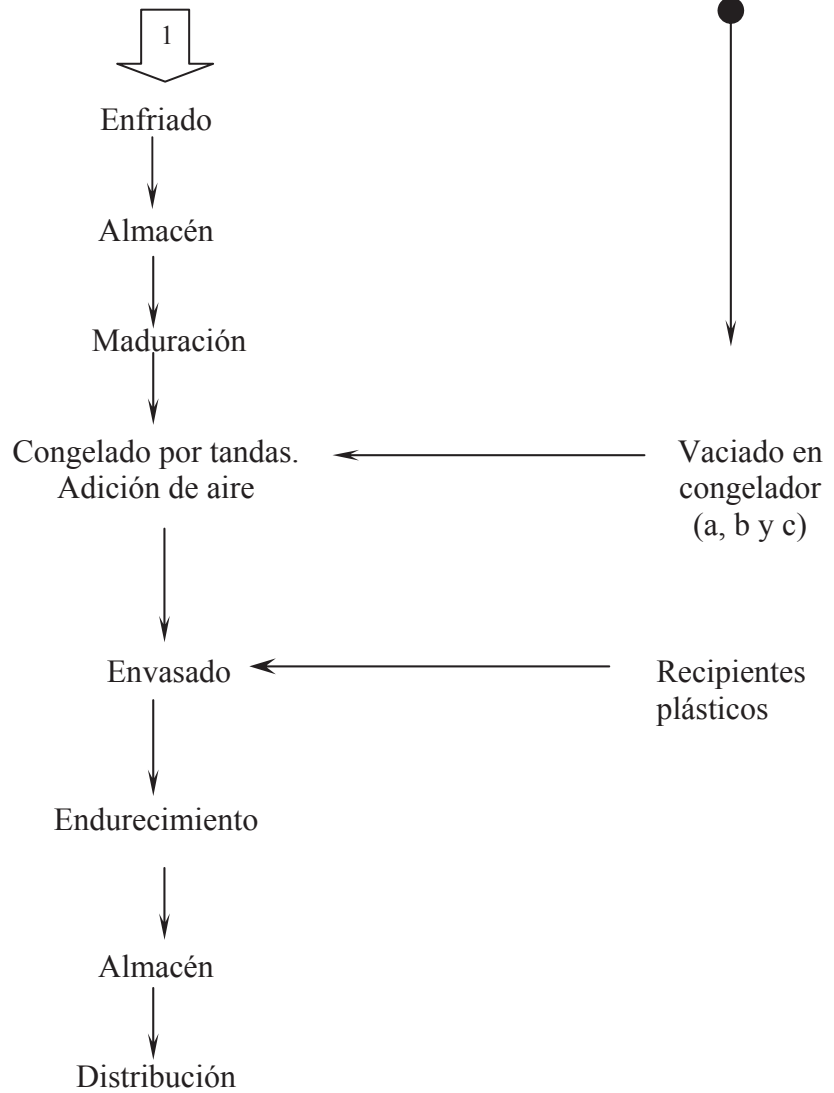 1
Enfriado
Almacén
Maduración
Congelado por tandas.
Adición de aire
Vaciado en
congelador
(a, b y c)
Envasado
Recipientes
plásticos
Endurecimiento
Almacén
Distribución